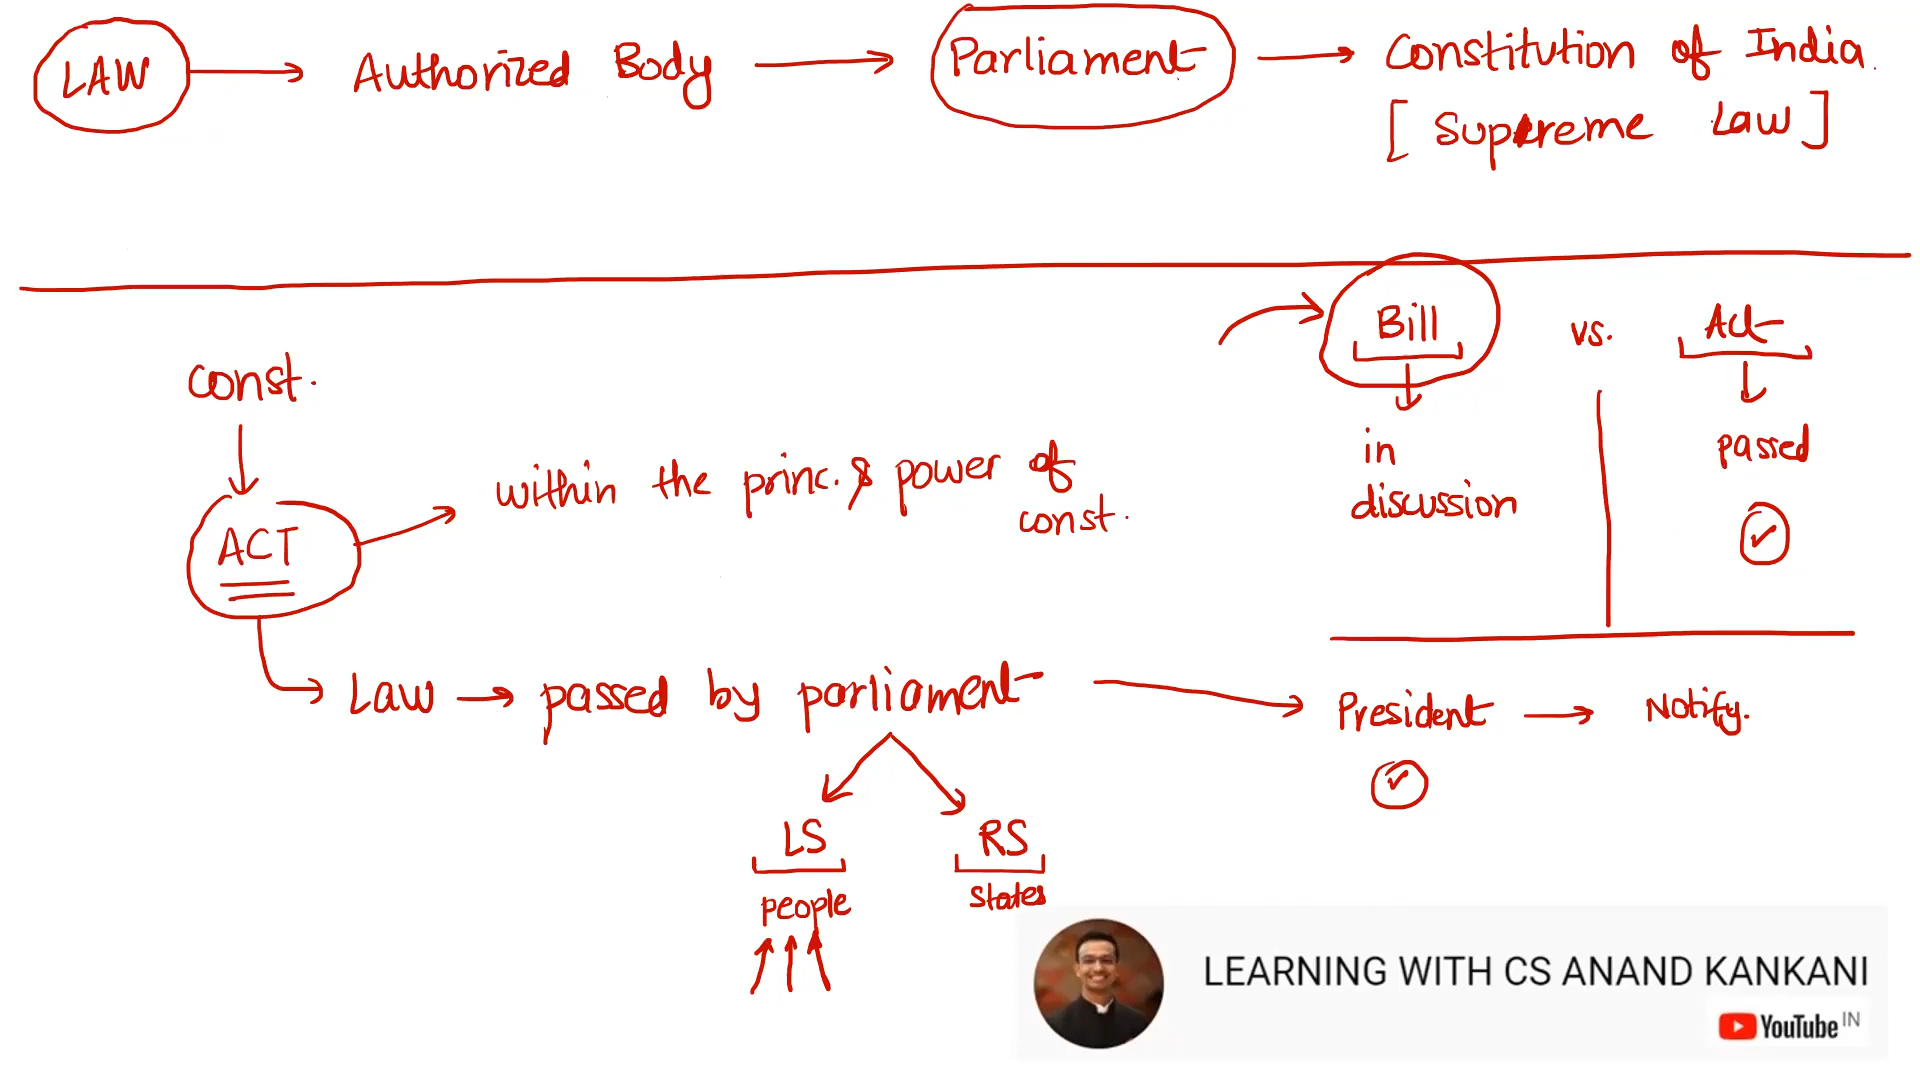 LAW → Authorized Body → Parliament → Constitution of India.
[Supreme Law]
Bill vs. Act
const.
in discussion
passed
within the princ. & power of const.
ACT
Law → passed by parliament → President → Notify.
LS RS
people states
LEARNING WITH CS ANAND KANKANI
YouTube IN